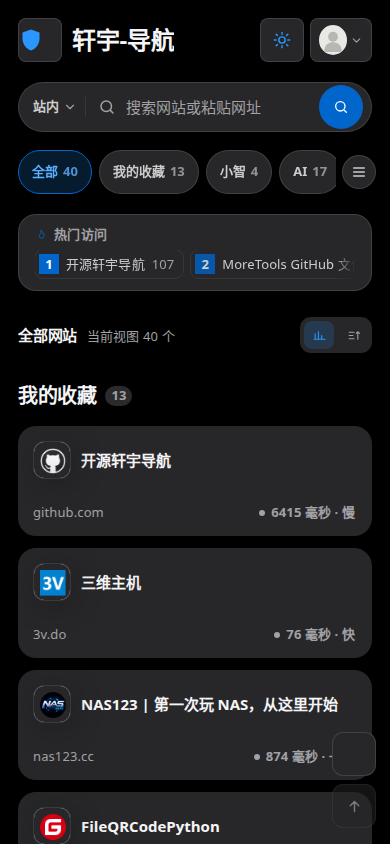 轩宇-导航
站内 搜索网站或粘贴网址
全部 40 我的收藏 13 小智 4 AI 17
热门访问
1 开源轩宇导航 107 2 MoreTools GitHub 文
全部网站 当前视图 40 个
我的收藏 13
开源轩宇导航
github.com 6415 毫秒 · 慢
3V 三维主机
3v.do 76 毫秒 · 快
NAS NAS123 | 第一次玩 NAS，从这里开始
nas123.cc 874 毫秒 ·
G FileQRCodePython